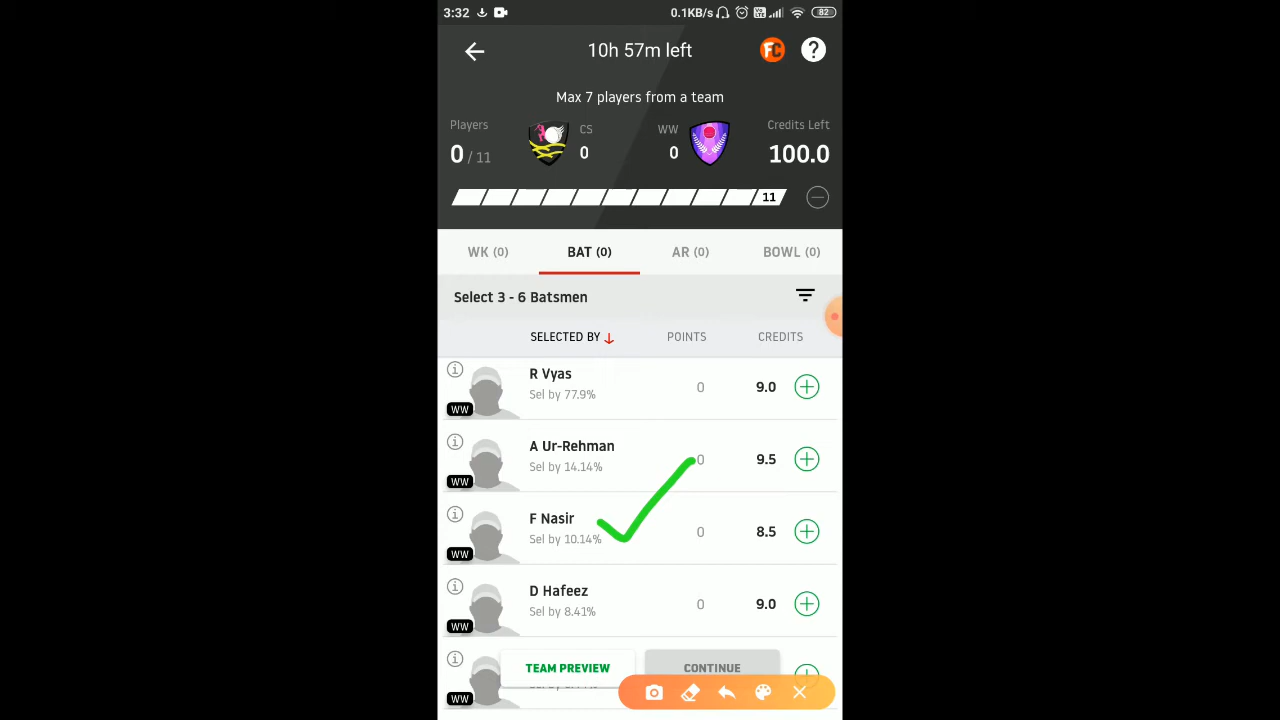 3:32 0.1KB/s 82
10h 57m left FC ?
Max 7 players from a team
Players CS WW Credits Left
0 / 11 0 0 100.0
11
WK (0) BAT (0) AR (0) BOWL (0)
Select 3 - 6 Batsmen
SELECTED BY ↓ POINTS CREDITS
R Vyas
Sel by 77.9% 0 9.0
WW
A Ur-Rehman
Sel by 14.14% 0 9.5
WW
F Nasir
Sel by 10.14% 0 8.5
WW
D Hafeez
Sel by 8.41% 0 9.0
WW
TEAM PREVIEW CONTINUE
WW